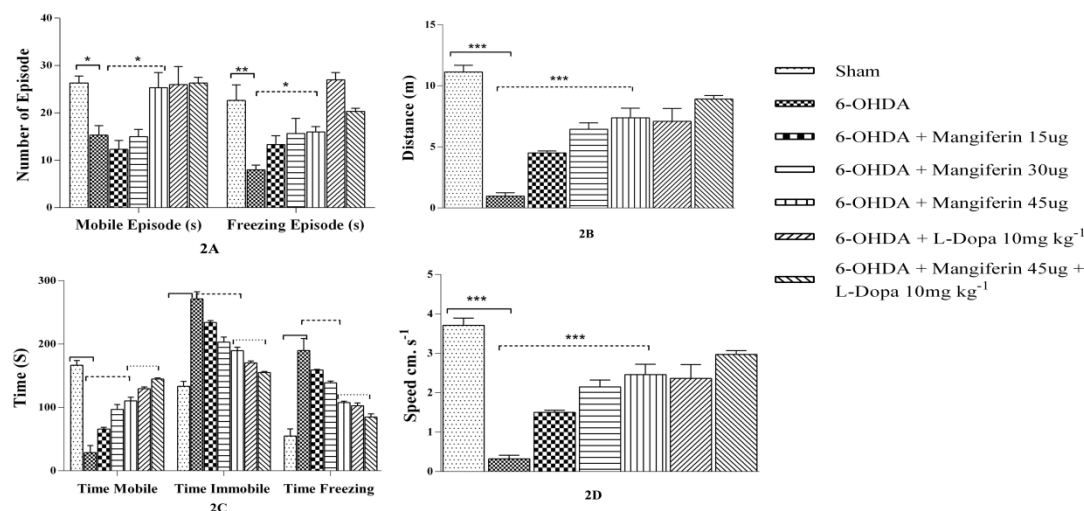 40
30
20
10
0
Number of Episode
*
*
**
*
Mobile Episode (s)
Freezing Episode (s)
2A
15
10
5
0
Distance (m)
***
***
2B
Sham
6-OHDA
6-OHDA + Mangiferin 15ug
6-OHDA + Mangiferin 30ug
6-OHDA + Mangiferin 45ug
6-OHDA + L-Dopa 10mg kg⁻¹
6-OHDA + Mangiferin 45ug +
L-Dopa 10mg kg⁻¹
300
200
100
0
Time (S)
Time Mobile
Time Immobile
Time Freezing
2C
5
4
3
2
1
0
Speed cm. s⁻¹
***
***
2D